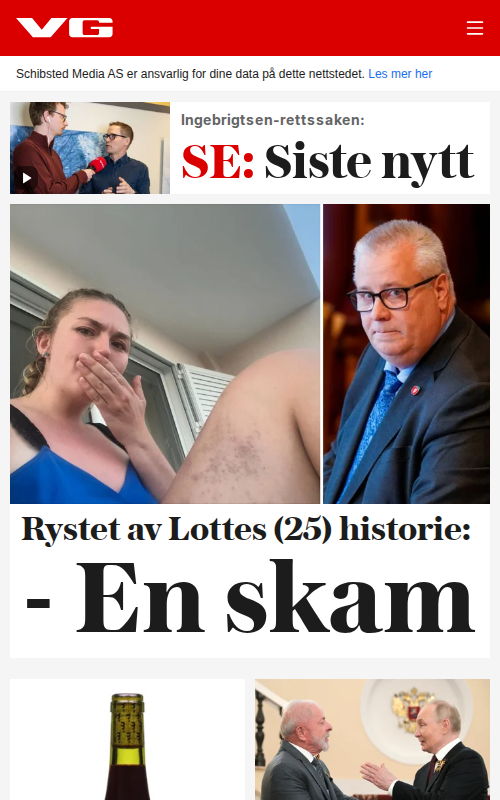 VG
Schibsted Media AS er ansvarlig for dine data på dette nettstedet. Les mer her
Ingebrigtsen-rettssaken:
SE: Siste nytt
Rystet av Lottes (25) historie:
- En skam